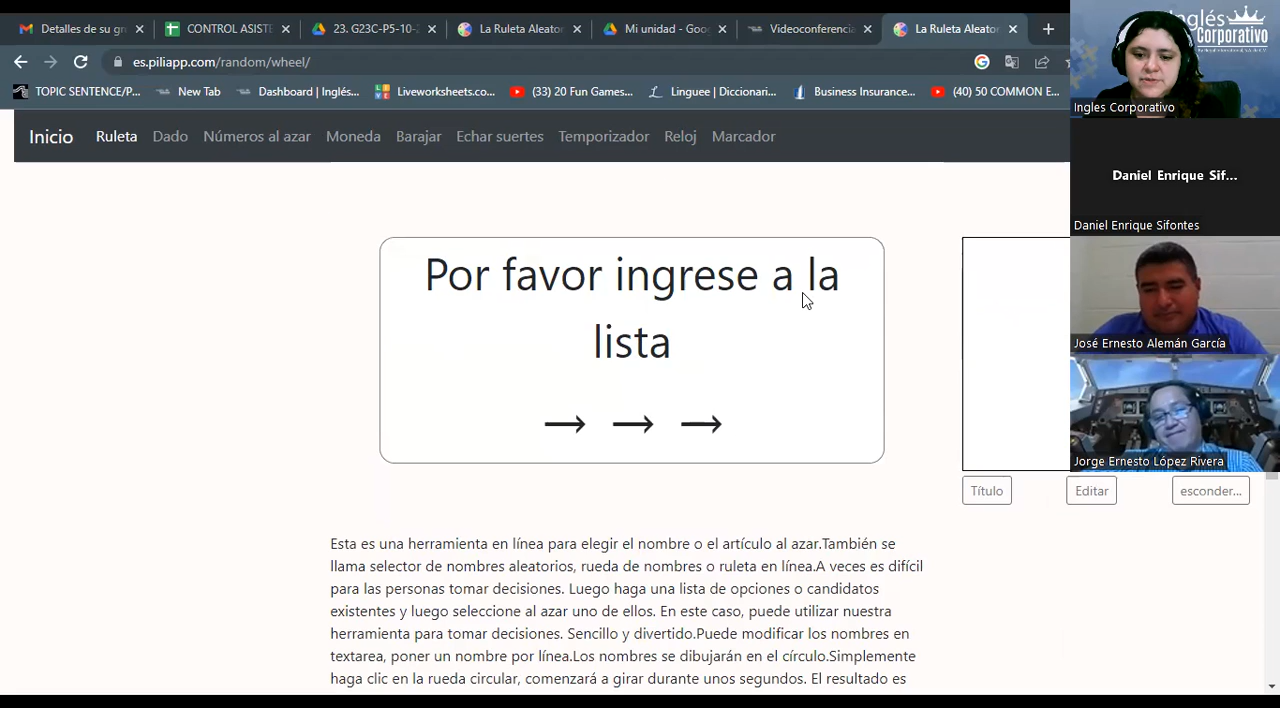 Detalles de su gn
CONTROL ASISTE
23. G23C-P5-10-
La Ruleta Aleator
Mi unidad - Goog
Videoconferencia
La Ruleta Aleator
es.piliapp.com/random/wheel/
TOPIC SENTENCE/P...
New Tab
Dashboard | Inglés...
Liveworksheets.co...
(33) 20 Fun Games...
Linguee | Diccionari...
Business Insurance...
(40) 50 COMMON E...
Inicio Ruleta Dado Números al azar Moneda Barajar Echar suertes Temporizador Reloj Marcador
Por favor ingrese a la
lista
→ → →
Título Editar esconder...
Esta es una herramienta en línea para elegir el nombre o el artículo al azar.También se
llama selector de nombres aleatorios, rueda de nombres o ruleta en línea.A veces es difícil
para las personas tomar decisiones. Luego haga una lista de opciones o candidatos
existentes y luego seleccione al azar uno de ellos. En este caso, puede utilizar nuestra
herramienta para tomar decisiones. Sencillo y divertido.Puede modificar los nombres en
textarea, poner un nombre por línea.Los nombres se dibujarán en el círculo.Simplemente
haga clic en la rueda circular, comenzará a girar durante unos segundos. El resultado es
Inglés
Corporativo
Ingles Corporativo
Daniel Enrique Sif...
Daniel Enrique Sifontes
José Ernesto Alemán García
Jorge Ernesto López Rivera